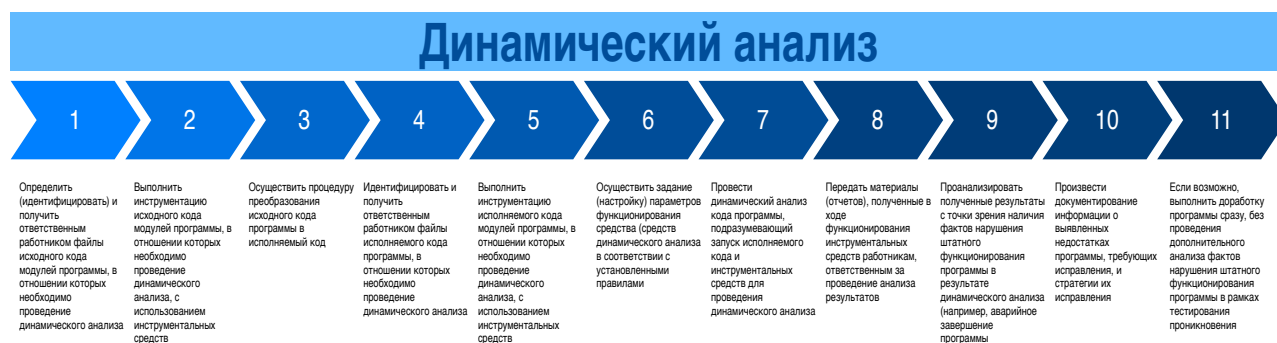 Динамический анализ
1
2
3
4
5
6
7
8
9
10
11
Определить
(идентифицировать) и
получить
ответственным
работником файлы
исходного кода
модулей программы, в
отношении которых
необходимо
проведение
динамического анализа
Выполнить
инструментацию
исходного кода
модулей программы, в
отношении которых
необходимо
проведение
динамического
анализа, с
использованием
инструментальных
средств
Осуществить процедуру
преобразования
исходного кода
программы в
исполняемый код
Идентифицировать и
получить
ответственным
работником файлы
исполняемого кода
программы, в
отношении которых
необходимо
проведение
динамического анализа
Выполнить
инструментацию
исполняемого кода
модулей программы, в
отношении которых
необходимо
проведение
динамического
анализа, с
использованием
инструментальных
средств
Осуществить задание
(настройку) параметров
функционирования
средства (средств
динамического анализа
в соответствии с
установленными
правилами
Провести
динамический анализ
кода программы,
подразумевающий
запуск исполняемого
кода и
инструментальных
средств для
проведения
динамического анализа
Передать материалы
(отчетов), полученные в
ходе
функционирования
инструментальных
средств работникам,
ответственным за
проведение анализа
результатов
Проанализировать
полученные результаты
с точки зрения наличия
фактов нарушения
штатного
функционирования
программы в
результате
динамического анализа
(например, аварийное
завершение
программы
Произвести
документирование
информации о
выявленных
недостатках
программы, требующих
исправления, и
стратегии их
исправления
Если возможно,
выполнить доработку
программы сразу, без
проведения
дополнительного
анализа фактов
нарушения штатного
функционирования
программы в рамках
тестирования
проникновения